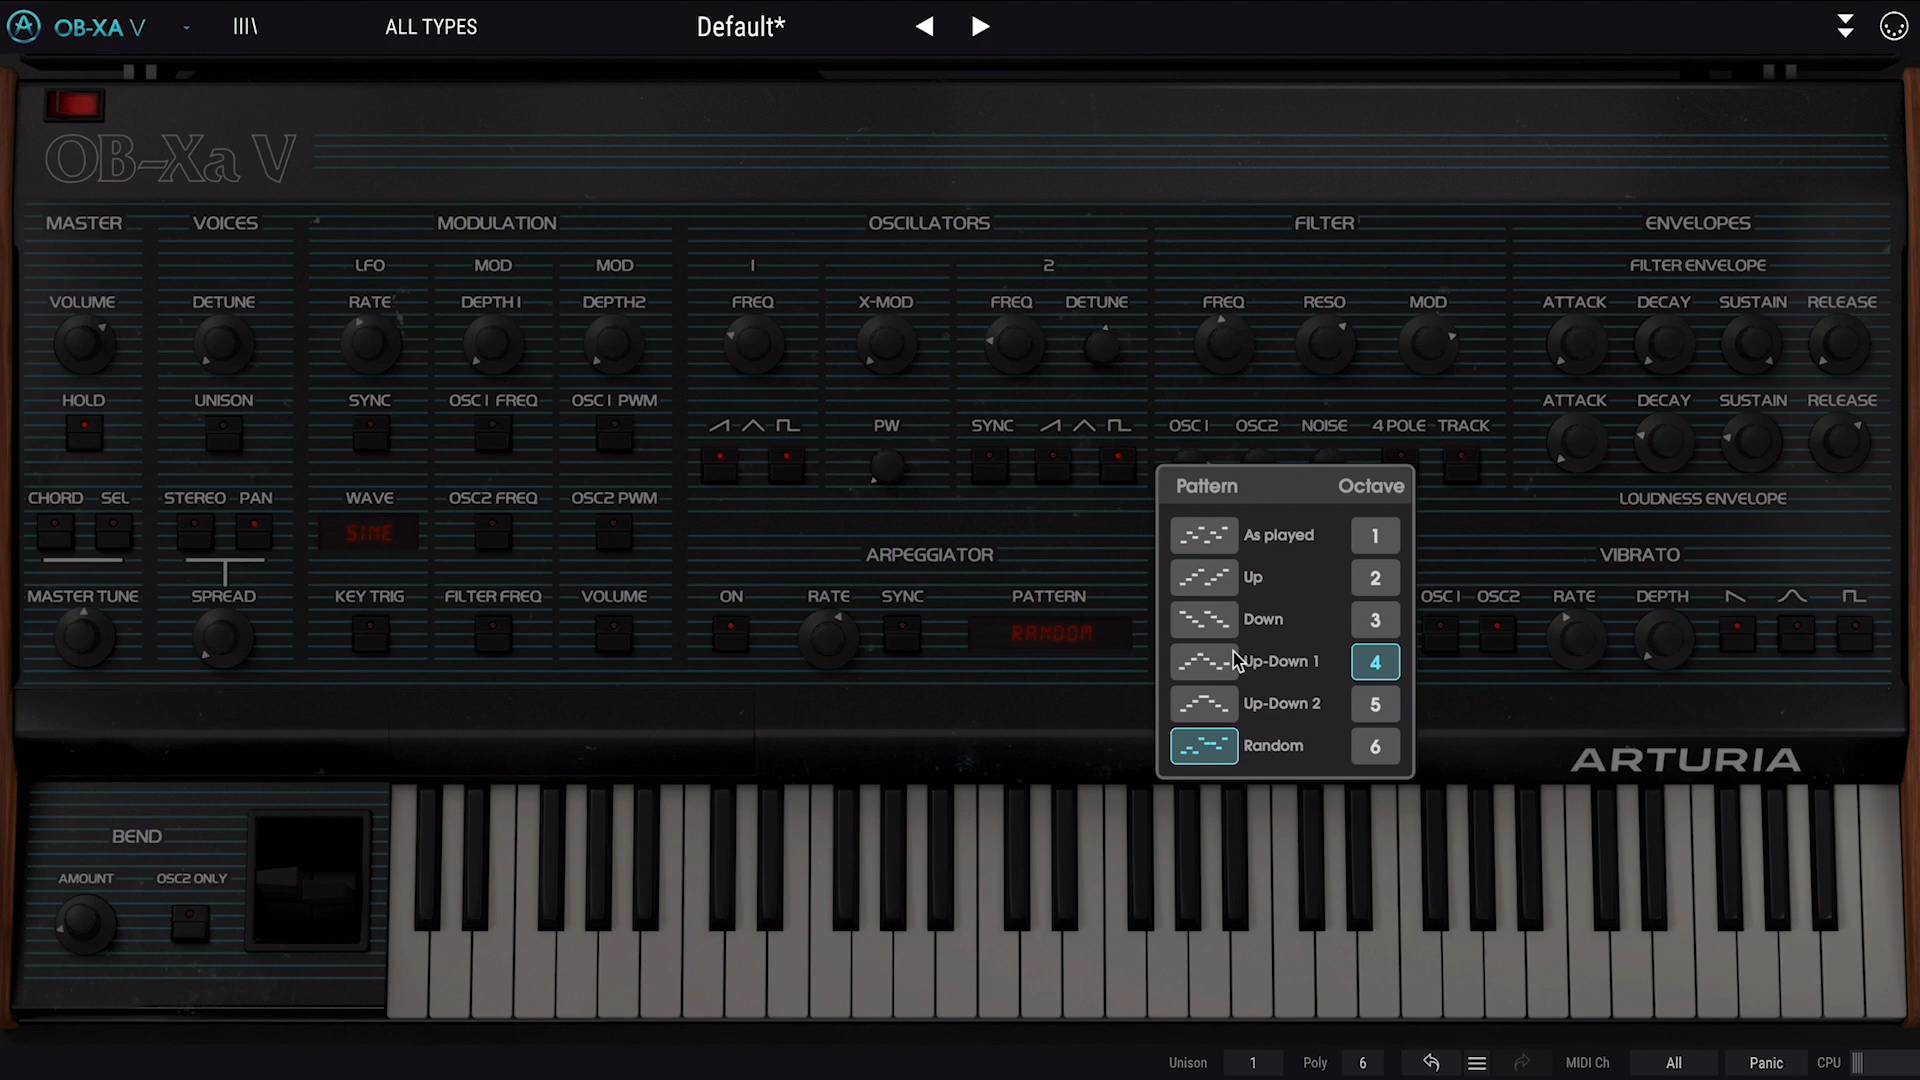 OB-XA V
ALL TYPES
Default*
OB-Xa V
MASTER
VOICES
MODULATION
OSCILLATORS
FILTER
ENVELOPES
LFO
MOD
MOD
1
2
FILTER ENVELOPE
VOLUME
DETUNE
RATE
DEPTH 1
DEPTH2
FREQ
X-MOD
FREQ
DETUNE
FREQ
RESO
MOD
ATTACK
DECAY
SUSTAIN
RELEASE
HOLD
UNISON
SYNC
OSC 1 FREQ
OSC 1 PWM
ATTACK
DECAY
SUSTAIN
RELEASE
PW
SYNC
OSC 1
OSC2
NOISE
4 POLE
TRACK
CHORD
SEL
STEREO
PAN
WAVE
OSC2 FREQ
OSC2 PWM
LOUDNESS ENVELOPE
SINE
ARPEGGIATOR
VIBRATO
MASTER TUNE
SPREAD
KEY TRIG
FILTER FREQ
VOLUME
ON
RATE
SYNC
PATTERN
OSC 1
OSC2
RATE
DEPTH
RANDOM
Pattern
Octave
As played
1
Up
2
Down
3
Up-Down 1
4
Up-Down 2
5
Random
6
ARTURIA
BEND
AMOUNT
OSC2 ONLY
Unison
1
Poly
6
MIDI Ch
All
Panic
CPU